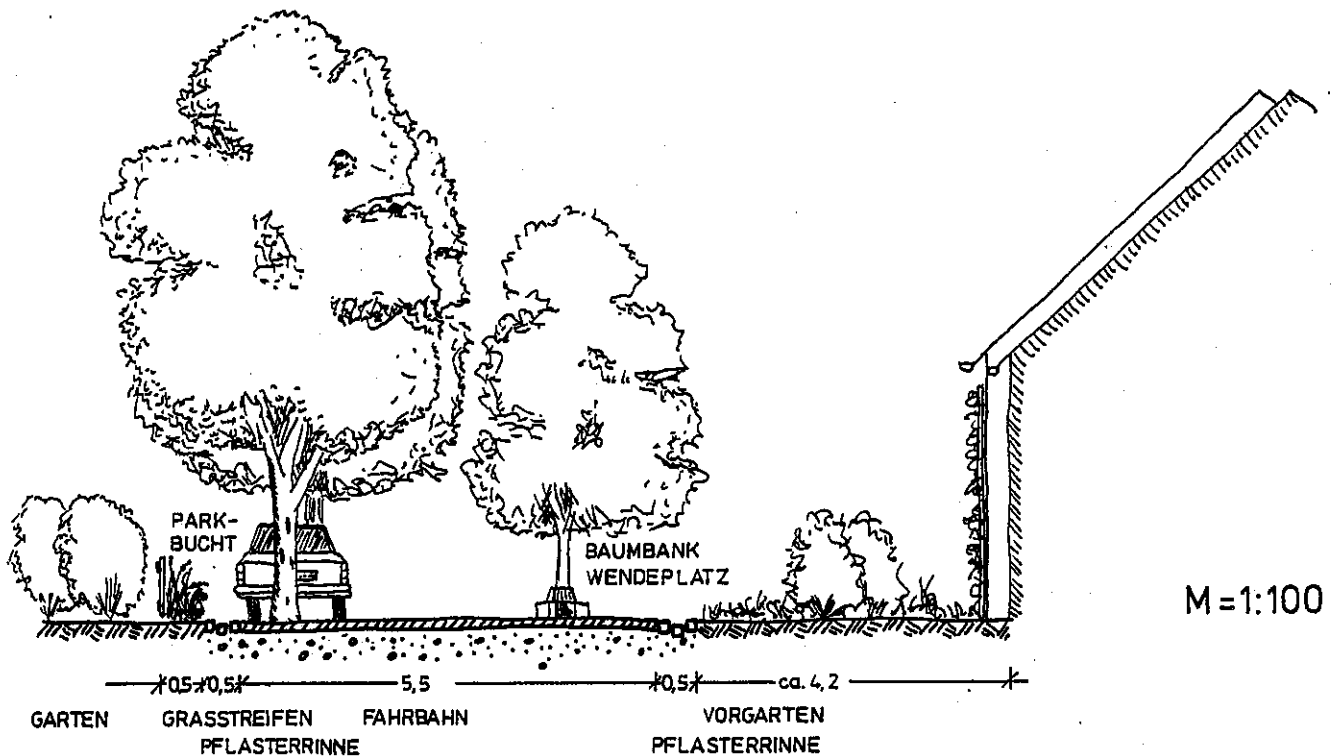 PARK-
BUCHT
BAUMBANK
WENDEPLATZ
M=1:100
0,5 0,5 5,5 0,5 ca. 4,2
GARTEN GRASSTREIFEN FAHRBAHN VORGARTEN
PFLASTERRINNE PFLASTERRINNE